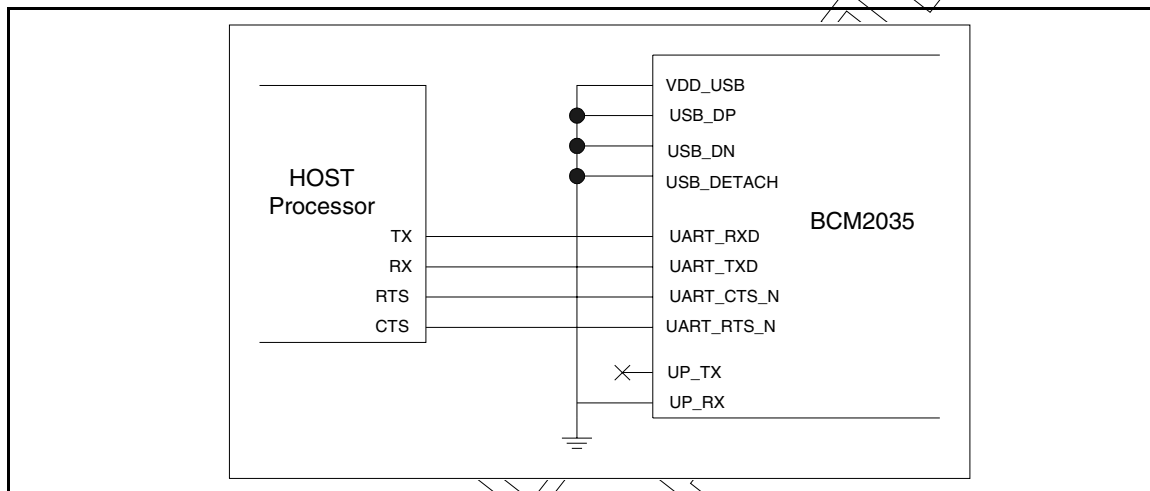 HOST
Processor
TX
RX
RTS
CTS
VDD_USB
USB_DP
USB_DN
USB_DETACH
BCM2035
UART_RXD
UART_TXD
UART_CTS_N
UART_RTS_N
UP_TX
UP_RX